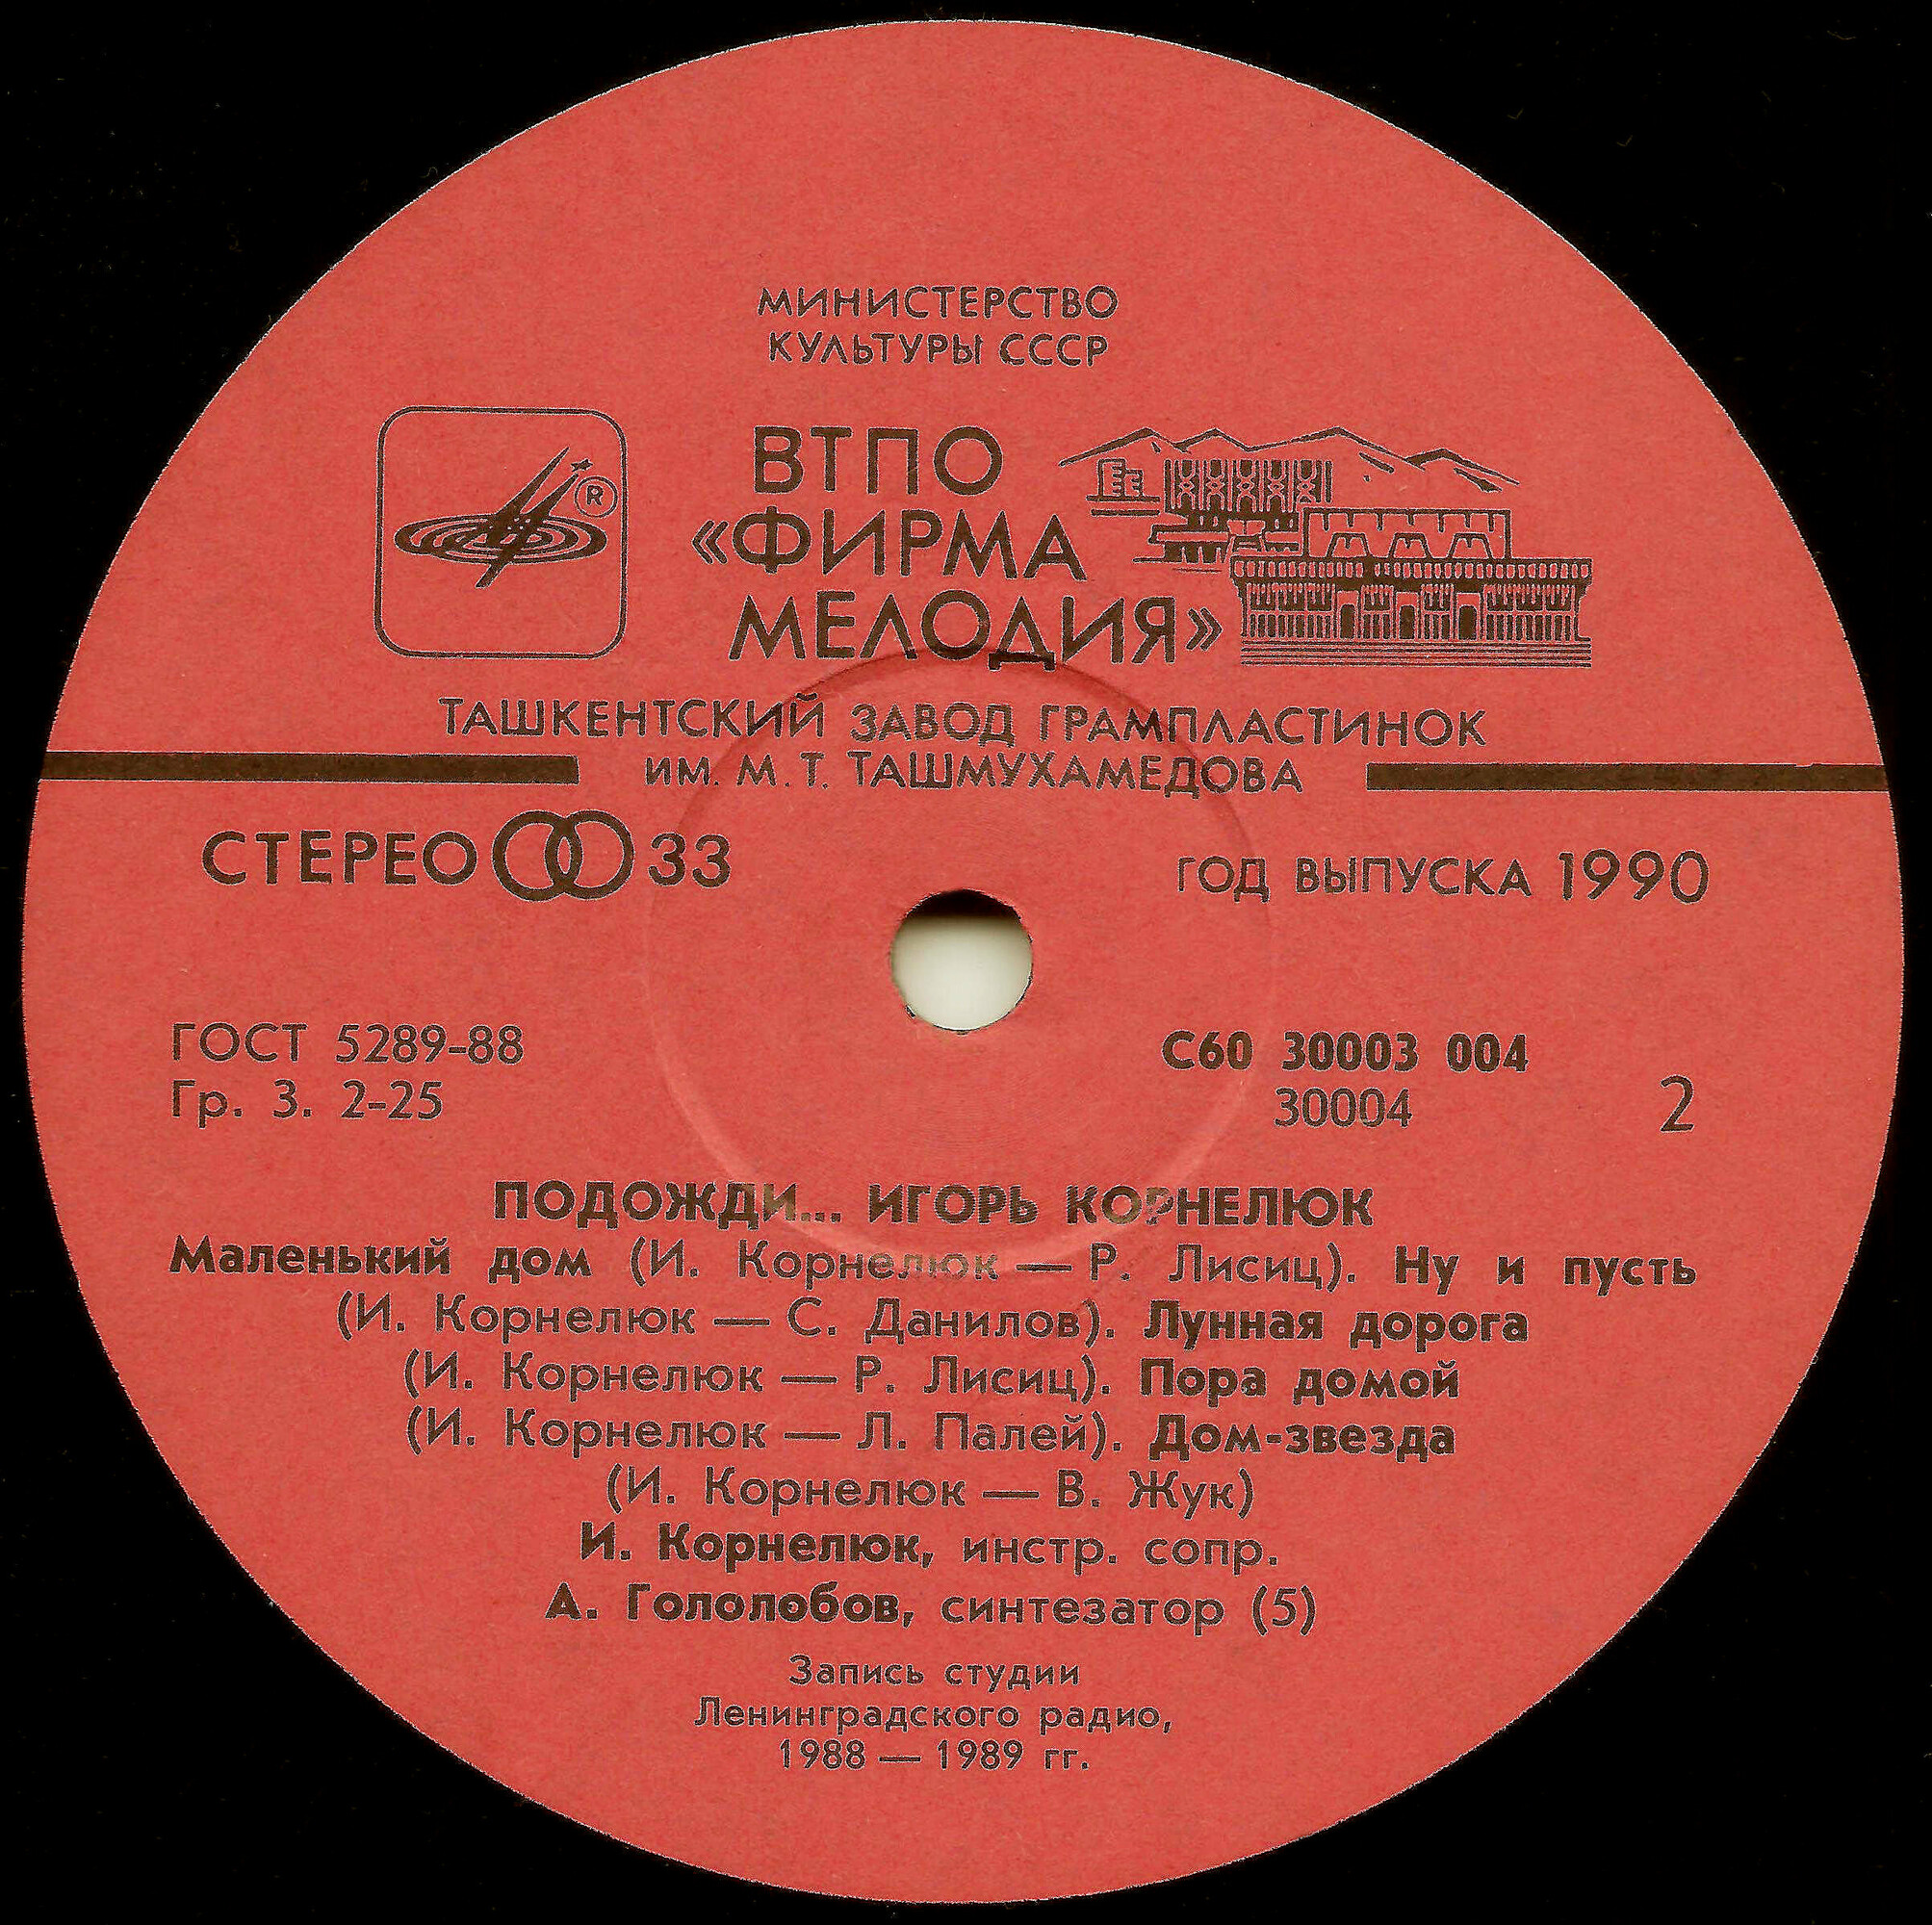 МИНИСТЕРСТВО
КУЛЬТУРЫ СССР
ВТПО
«ФИРМА
МЕЛОДИЯ»
R
ТАШКЕНТСКИЙ ЗАВОД ГРАМПЛАСТИНОК
ИМ. М. Т. ТАШМУХАМЕДОВА
СТЕРЕО 33
ГОД ВЫПУСКА 1990
ГОСТ 5289-88
Гр. 3. 2-25
С60 30003 004
30004
2
ПОДОЖДИ... ИГОРЬ КОРНЕЛЮК
Маленький дом (И. Корнелюк — Р. Лисиц). Ну и пусть
(И. Корнелюк — С. Данилов). Лунная дорога
(И. Корнелюк — Р. Лисиц). Пора домой
(И. Корнелюк — Л. Палей). Дом-звезда
(И. Корнелюк — В. Жук)
И. Корнелюк, инстр. сопр.
А. Гололобов, синтезатор (5)
Запись студии
Ленинградского радио,
1988 — 1989 гг.